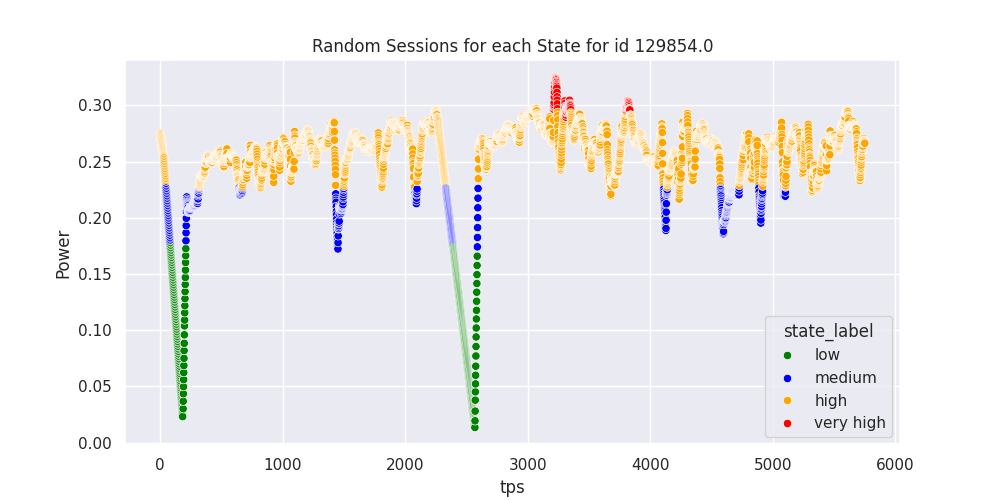 Random Sessions for each State for id 129854.0
Power
0.30
0.25
0.20
0.15
0.10
0.05
0.00
0
1000
2000
3000
4000
5000
6000
tps
state_label
low
medium
high
very high